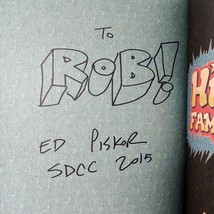 To
ROB!
ED PISKOR
SDCC 2015